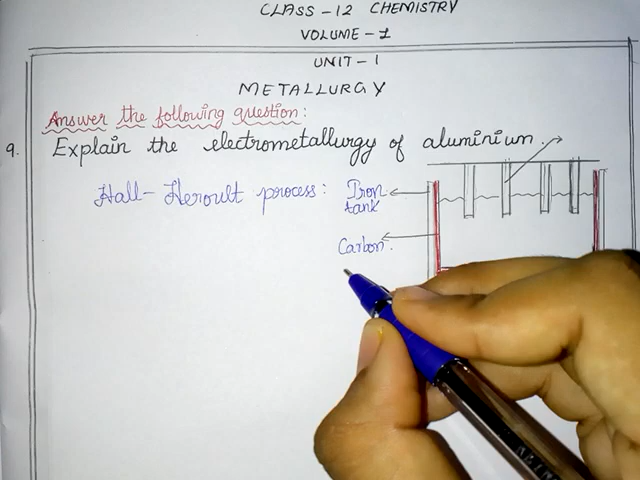 CLASS - 12 CHEMISTRY
VOLUME - 1
UNIT - 1
METALLURGY
Answer the following question:
9. Explain the electrometallurgy of aluminium.
Hall - Heroult process:
Iron
tank
Carbon.